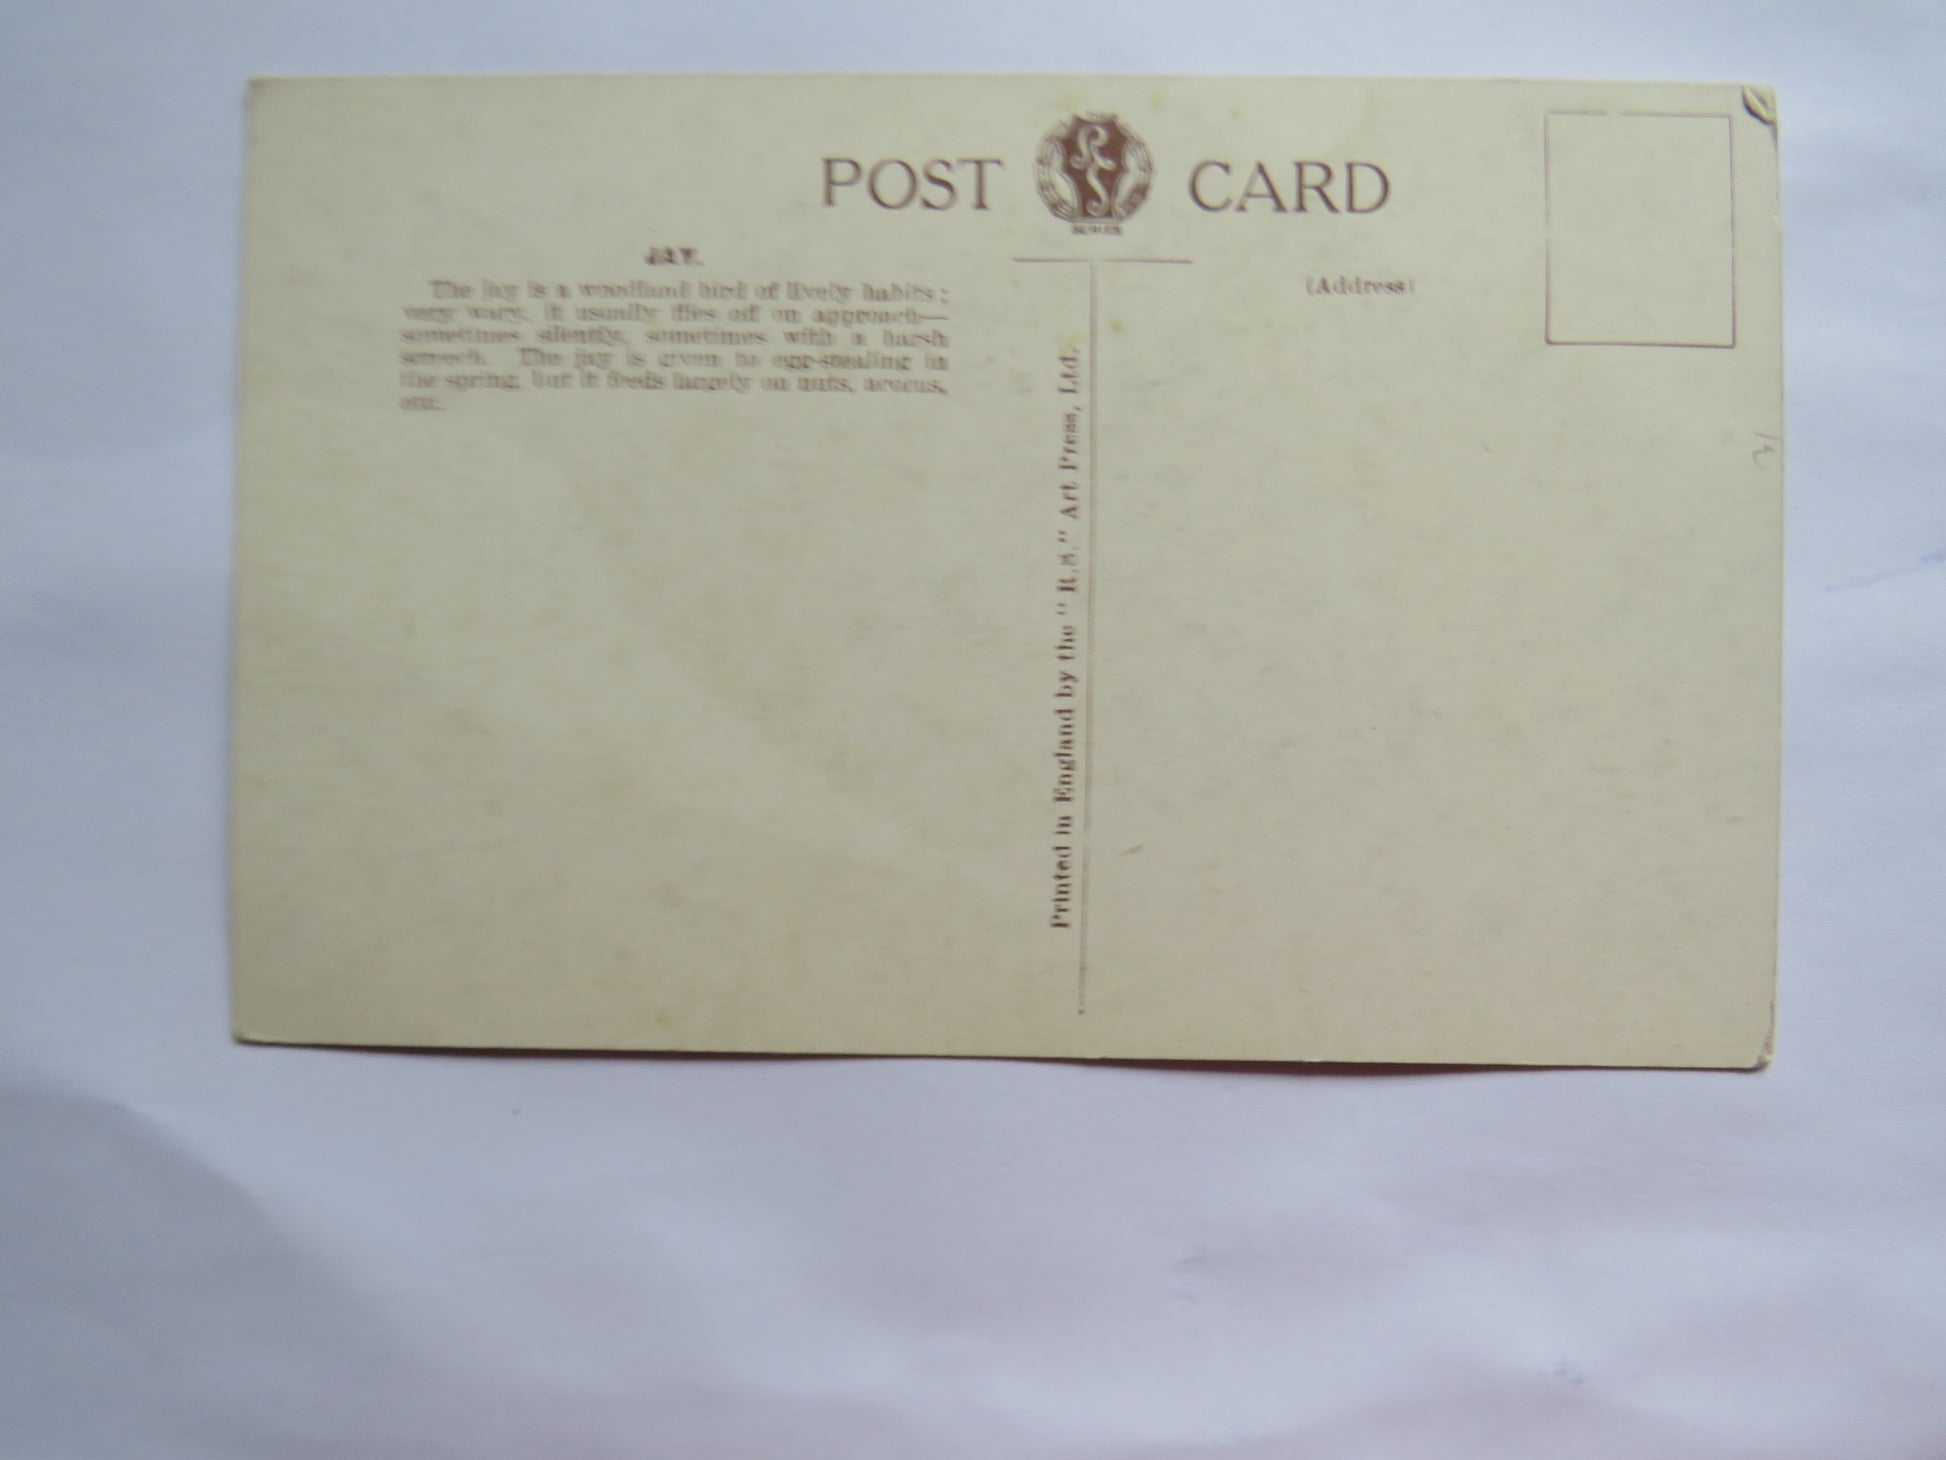 POST CARD
RS
SERIES
JAY.
The jay is a woodland bird of lively habits;
very wary, it usually flies off on approach—
sometimes silently, sometimes with a harsh
screech. The jay is given to egg-stealing in
the spring, but it feeds largely on nuts, acorns,
etc.
(Address)
Printed in England by the "R.S." Art Press, Ltd.